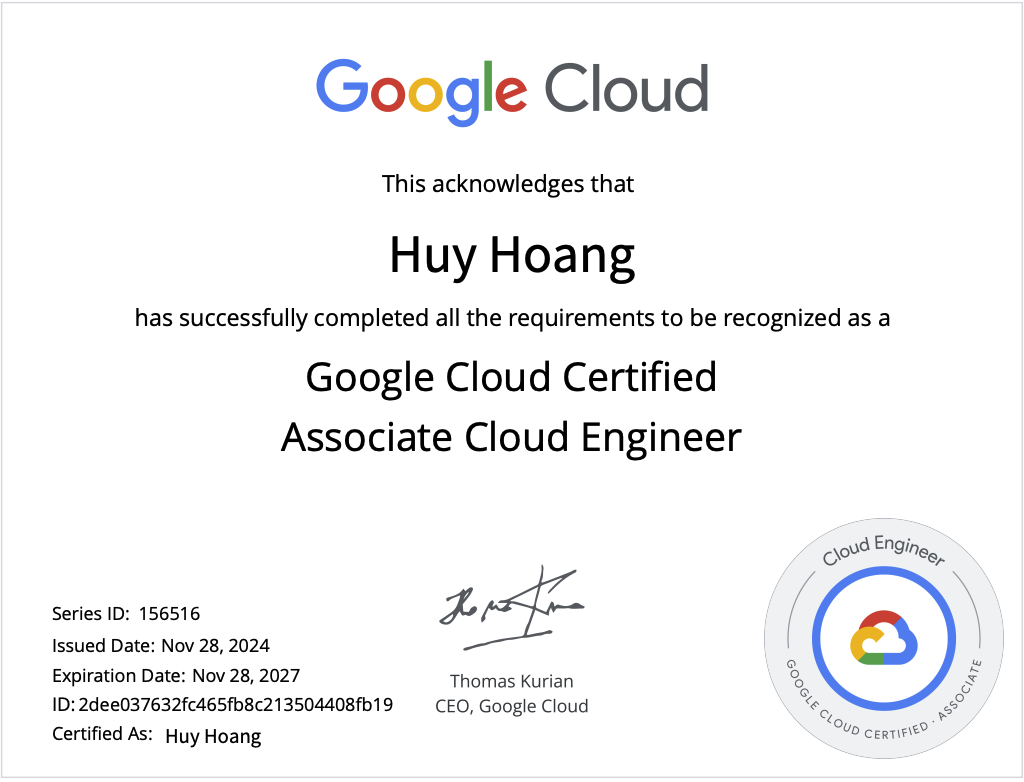 Google Cloud
This acknowledges that
Huy Hoang
has successfully completed all the requirements to be recognized as a
Google Cloud Certified
Associate Cloud Engineer
Series ID: 156516
Issued Date: Nov 28, 2024
Expiration Date: Nov 28, 2027
ID: 2dee037632fc465fb8c213504408fb19
Certified As: Huy Hoang
Thomas Kurian
CEO, Google Cloud
Cloud Engineer
GOOGLE CLOUD CERTIFIED · ASSOCIATE